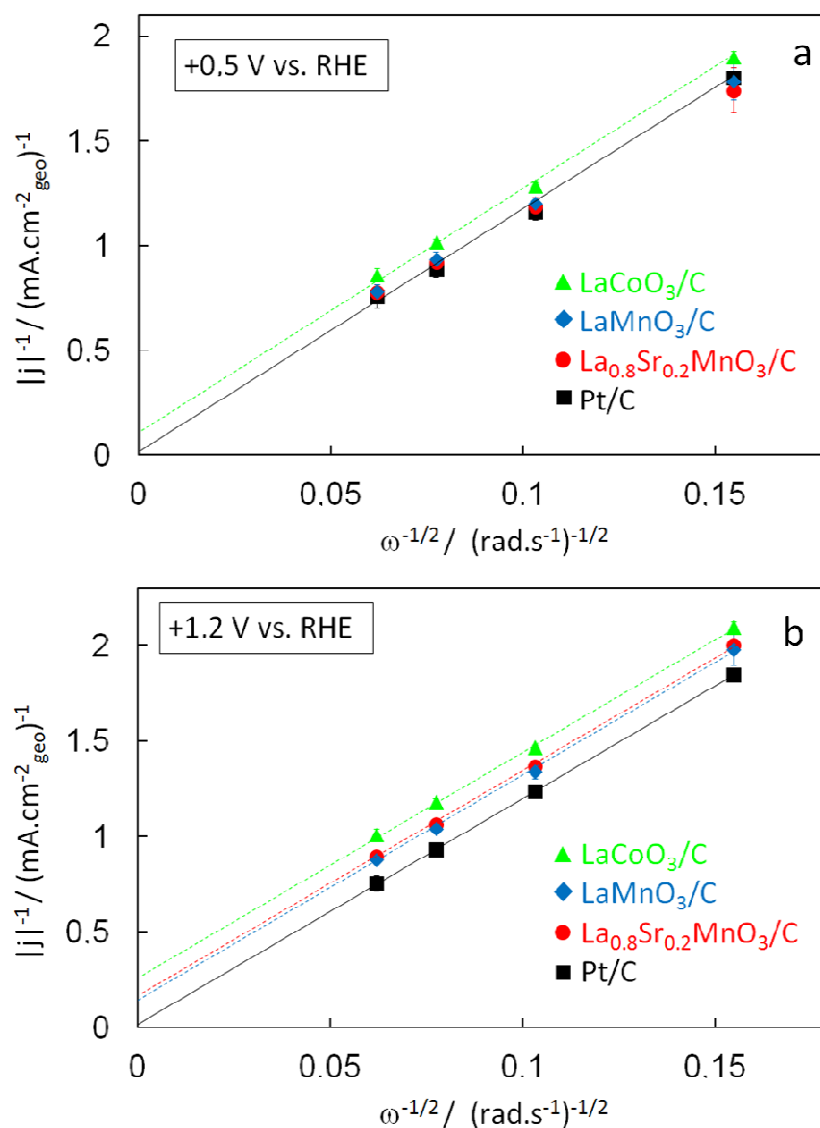 a
+0,5 V vs. RHE
2
1.5
1
0.5
0
|j|⁻¹ / (mA.cm⁻²geo)⁻¹
LaCoO₃/C
LaMnO₃/C
La₀.₈Sr₀.₂MnO₃/C
Pt/C
0 0,05 0,1 0,15
ω⁻¹/²/ (rad.s⁻¹)⁻¹/²
b
+1.2 V vs. RHE
2
1.5
1
0.5
0
|j|⁻¹ / (mA.cm⁻²geo)⁻¹
LaCoO₃/C
LaMnO₃/C
La₀.₈Sr₀.₂MnO₃/C
Pt/C
0 0,05 0,1 0,15
ω⁻¹/²/ (rad.s⁻¹)⁻¹/²